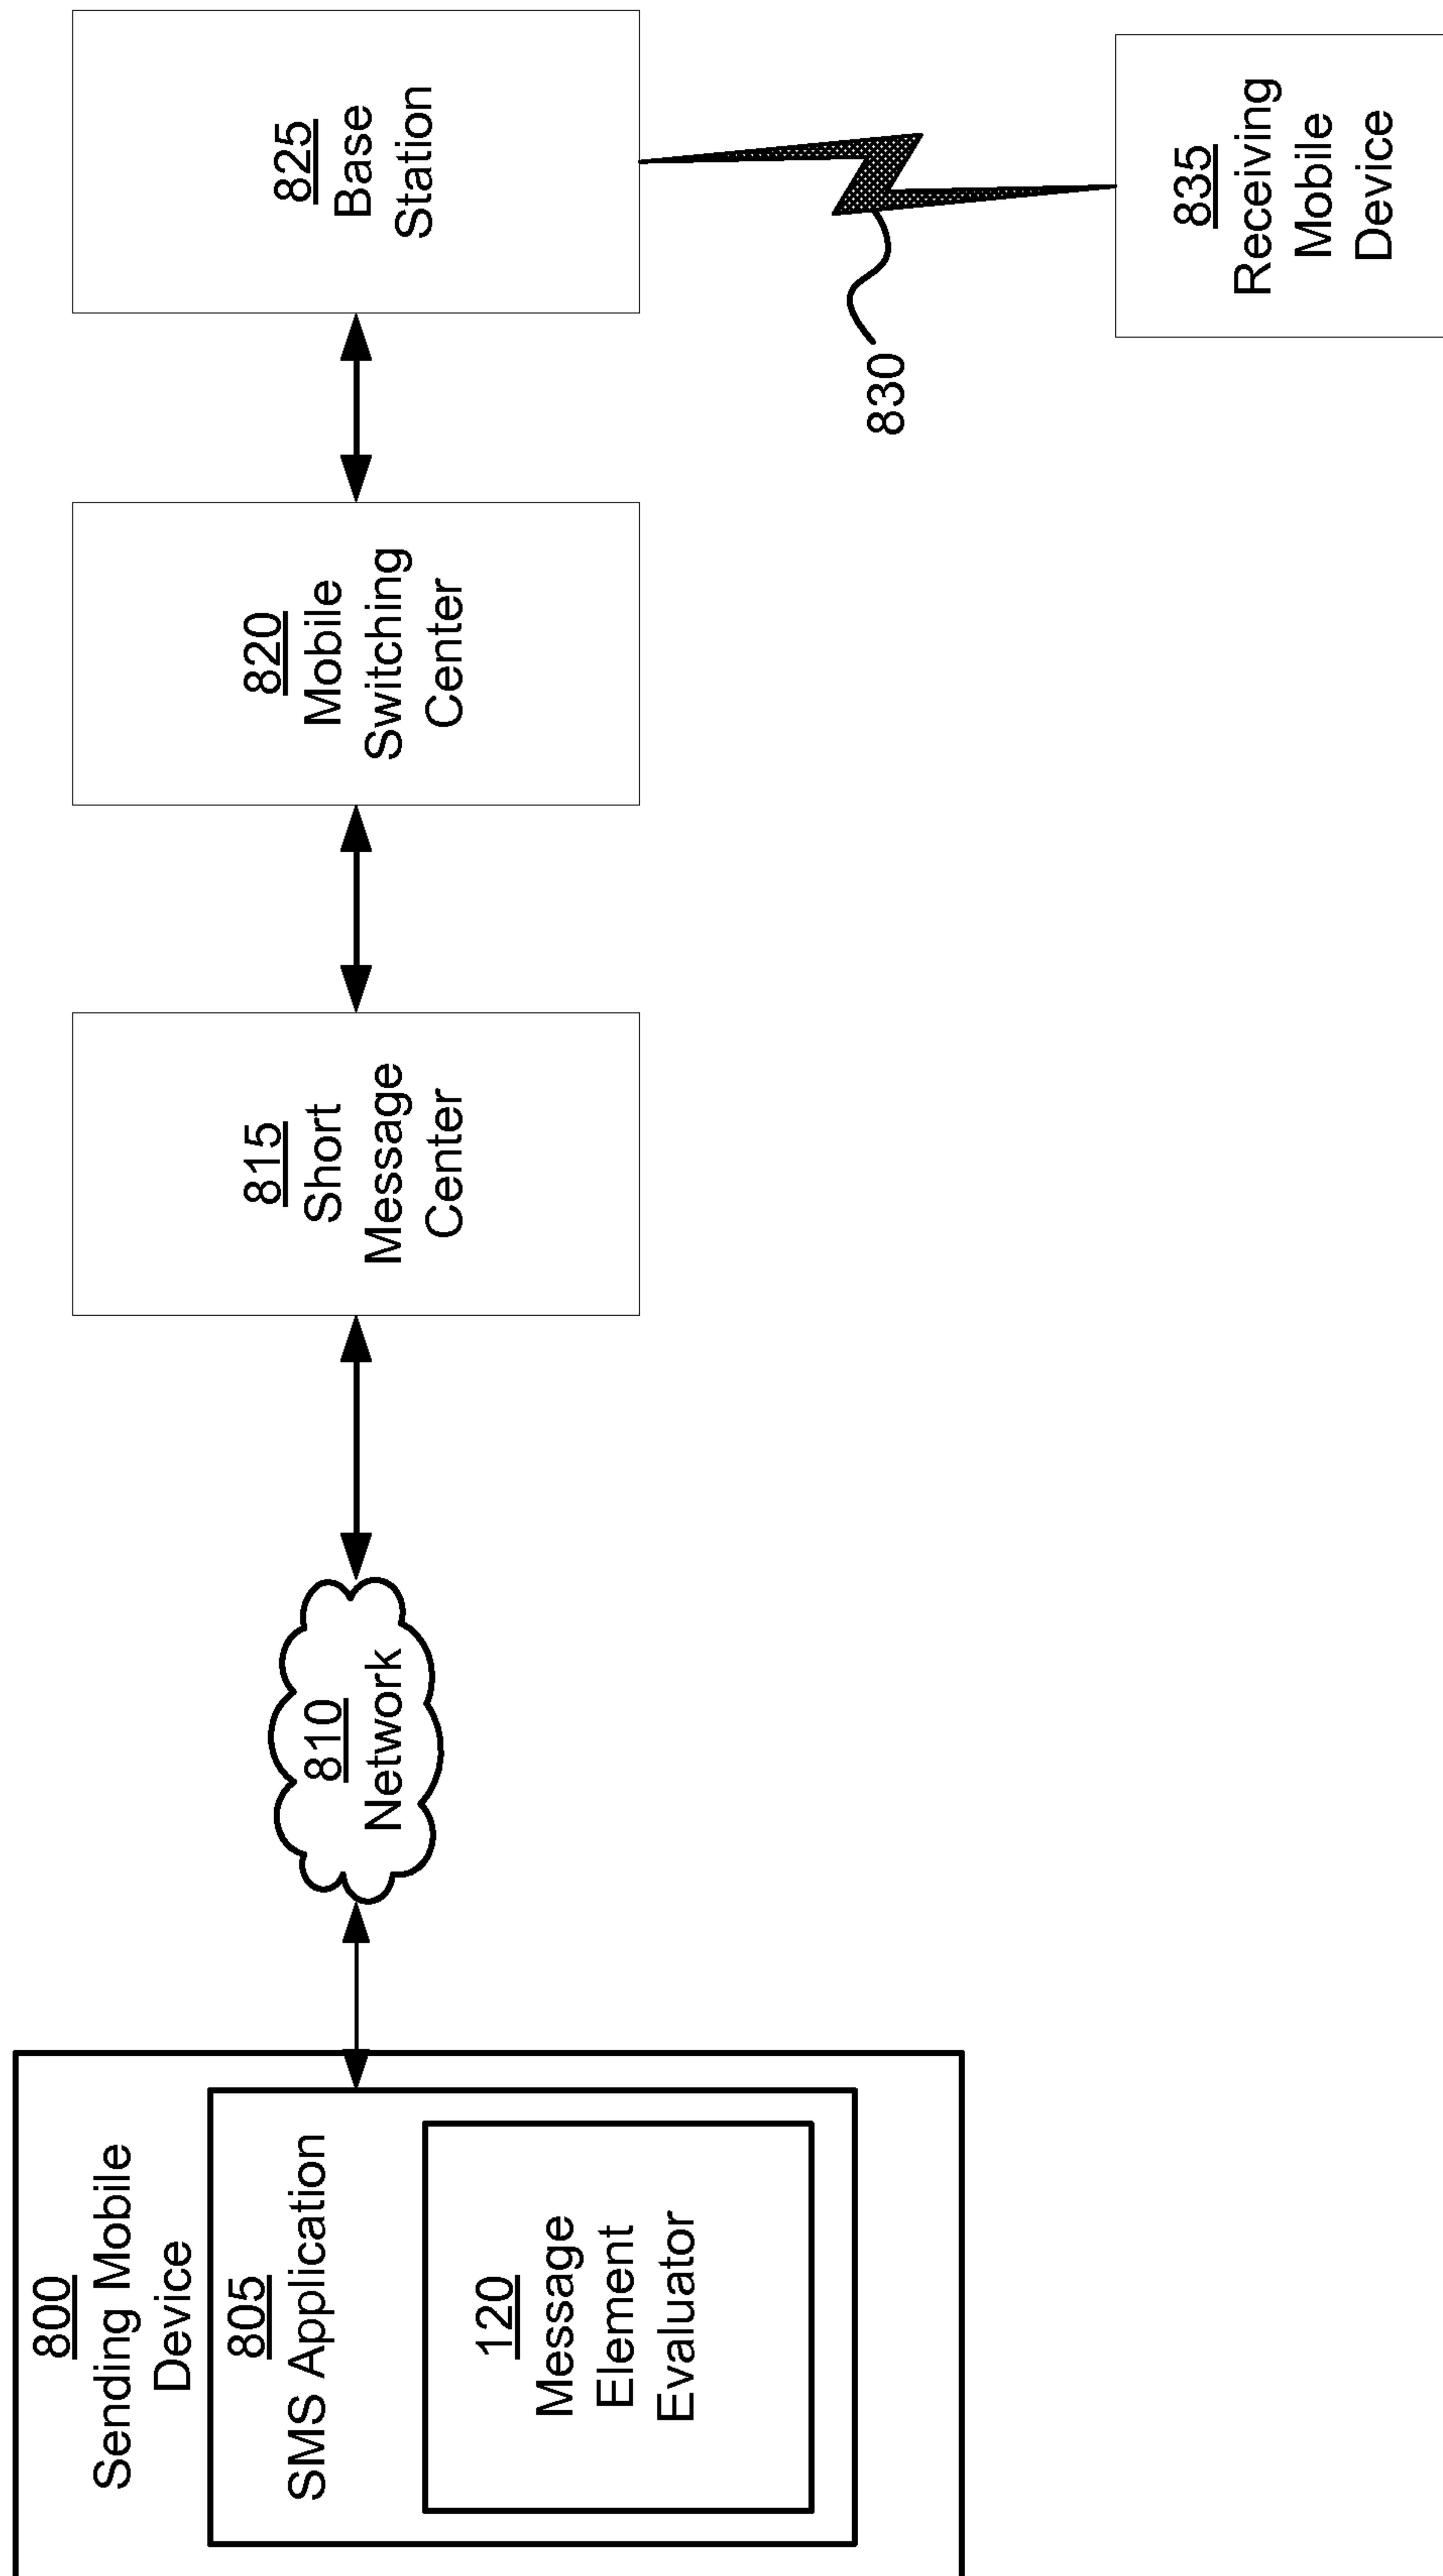 800
Sending Mobile
Device
805
SMS Application
120
Message
Element
Evaluator
810
Network
815
Short
Message
Center
820
Mobile
Switching
Center
825
Base
Station
830
835
Receiving
Mobile
Device